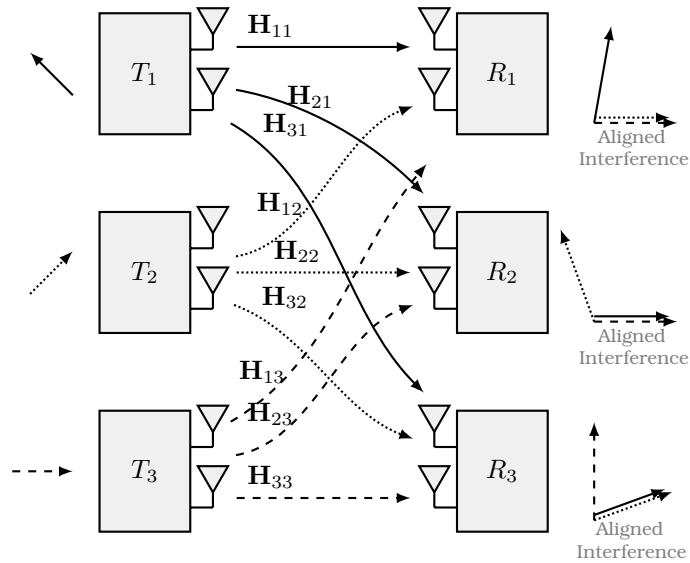 H₁₁
T₁
R₁
H₂₁
H₃₁
Aligned
Interference
H₁₂
T₂
H₂₂
R₂
H₃₂
Aligned
Interference
H₁₃
H₂₃
T₃
H₃₃
R₃
Aligned
Interference